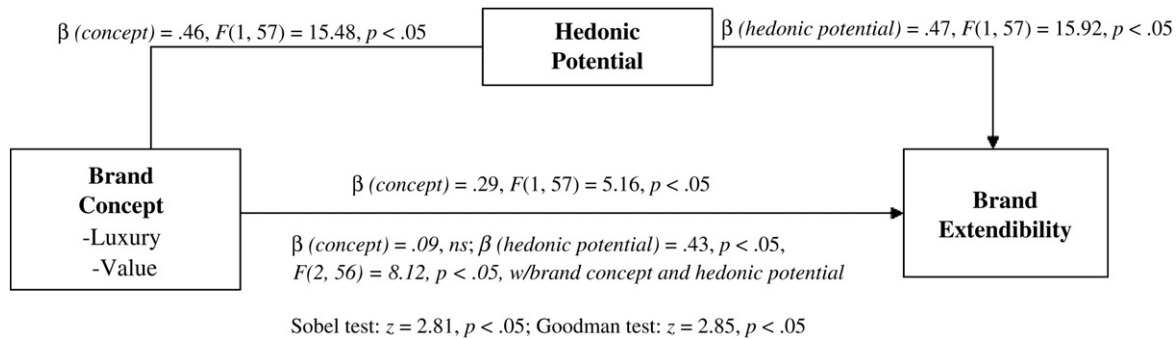 β (concept) = .46, F(1, 57) = 15.48, p < .05
Hedonic
Potential
β (hedonic potential) = .47, F(1, 57) = 15.92, p < .05
Brand
Concept
-Luxury
-Value
β (concept) = .29, F(1, 57) = 5.16, p < .05
Brand
Extendibility
β (concept) = .09, ns; β (hedonic potential) = .43, p < .05,
F(2, 56) = 8.12, p < .05, w/brand concept and hedonic potential
Sobel test: z = 2.81, p < .05; Goodman test: z = 2.85, p < .05